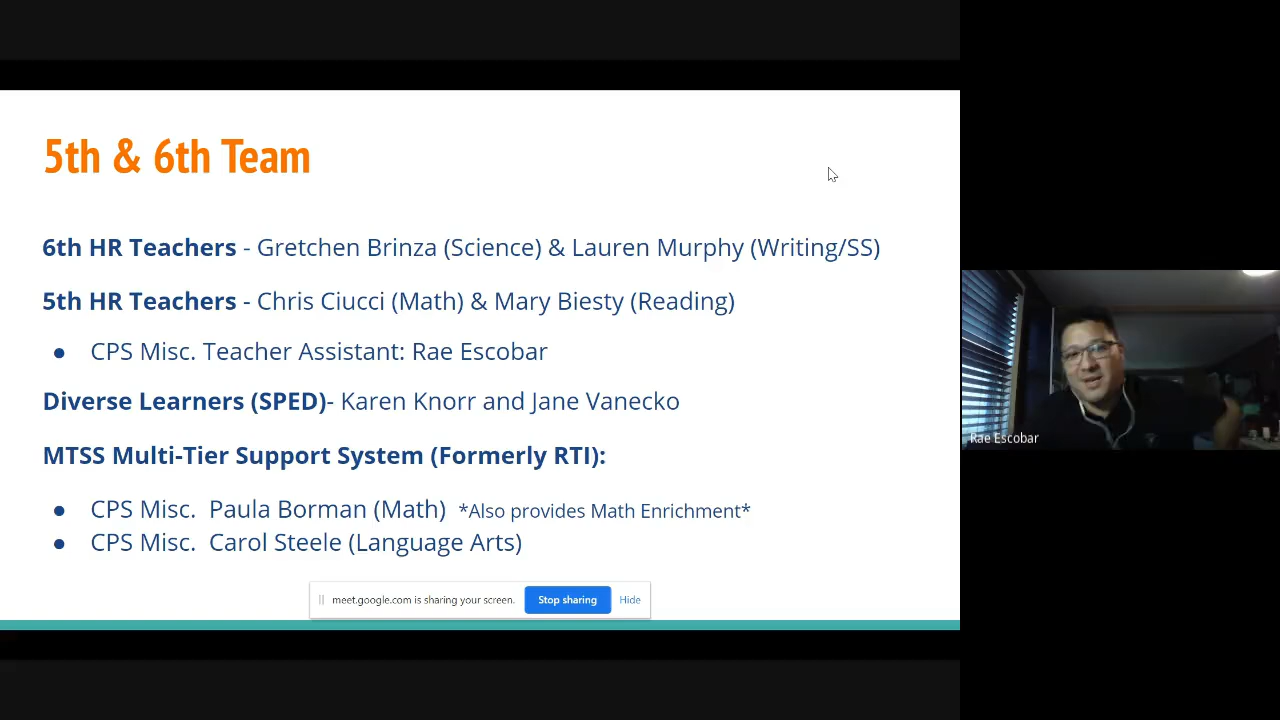 5th & 6th Team
6th HR Teachers - Gretchen Brinza (Science) & Lauren Murphy (Writing/SS)
5th HR Teachers - Chris Ciucci (Math) & Mary Biesty (Reading)
● CPS Misc. Teacher Assistant: Rae Escobar
Diverse Learners (SPED)- Karen Knorr and Jane Vanecko
MTSS Multi-Tier Support System (Formerly RTI):
● CPS Misc. Paula Borman (Math) *Also provides Math Enrichment*
● CPS Misc. Carol Steele (Language Arts)
meet.google.com is sharing your screen. Stop sharing Hide
Rae Escobar